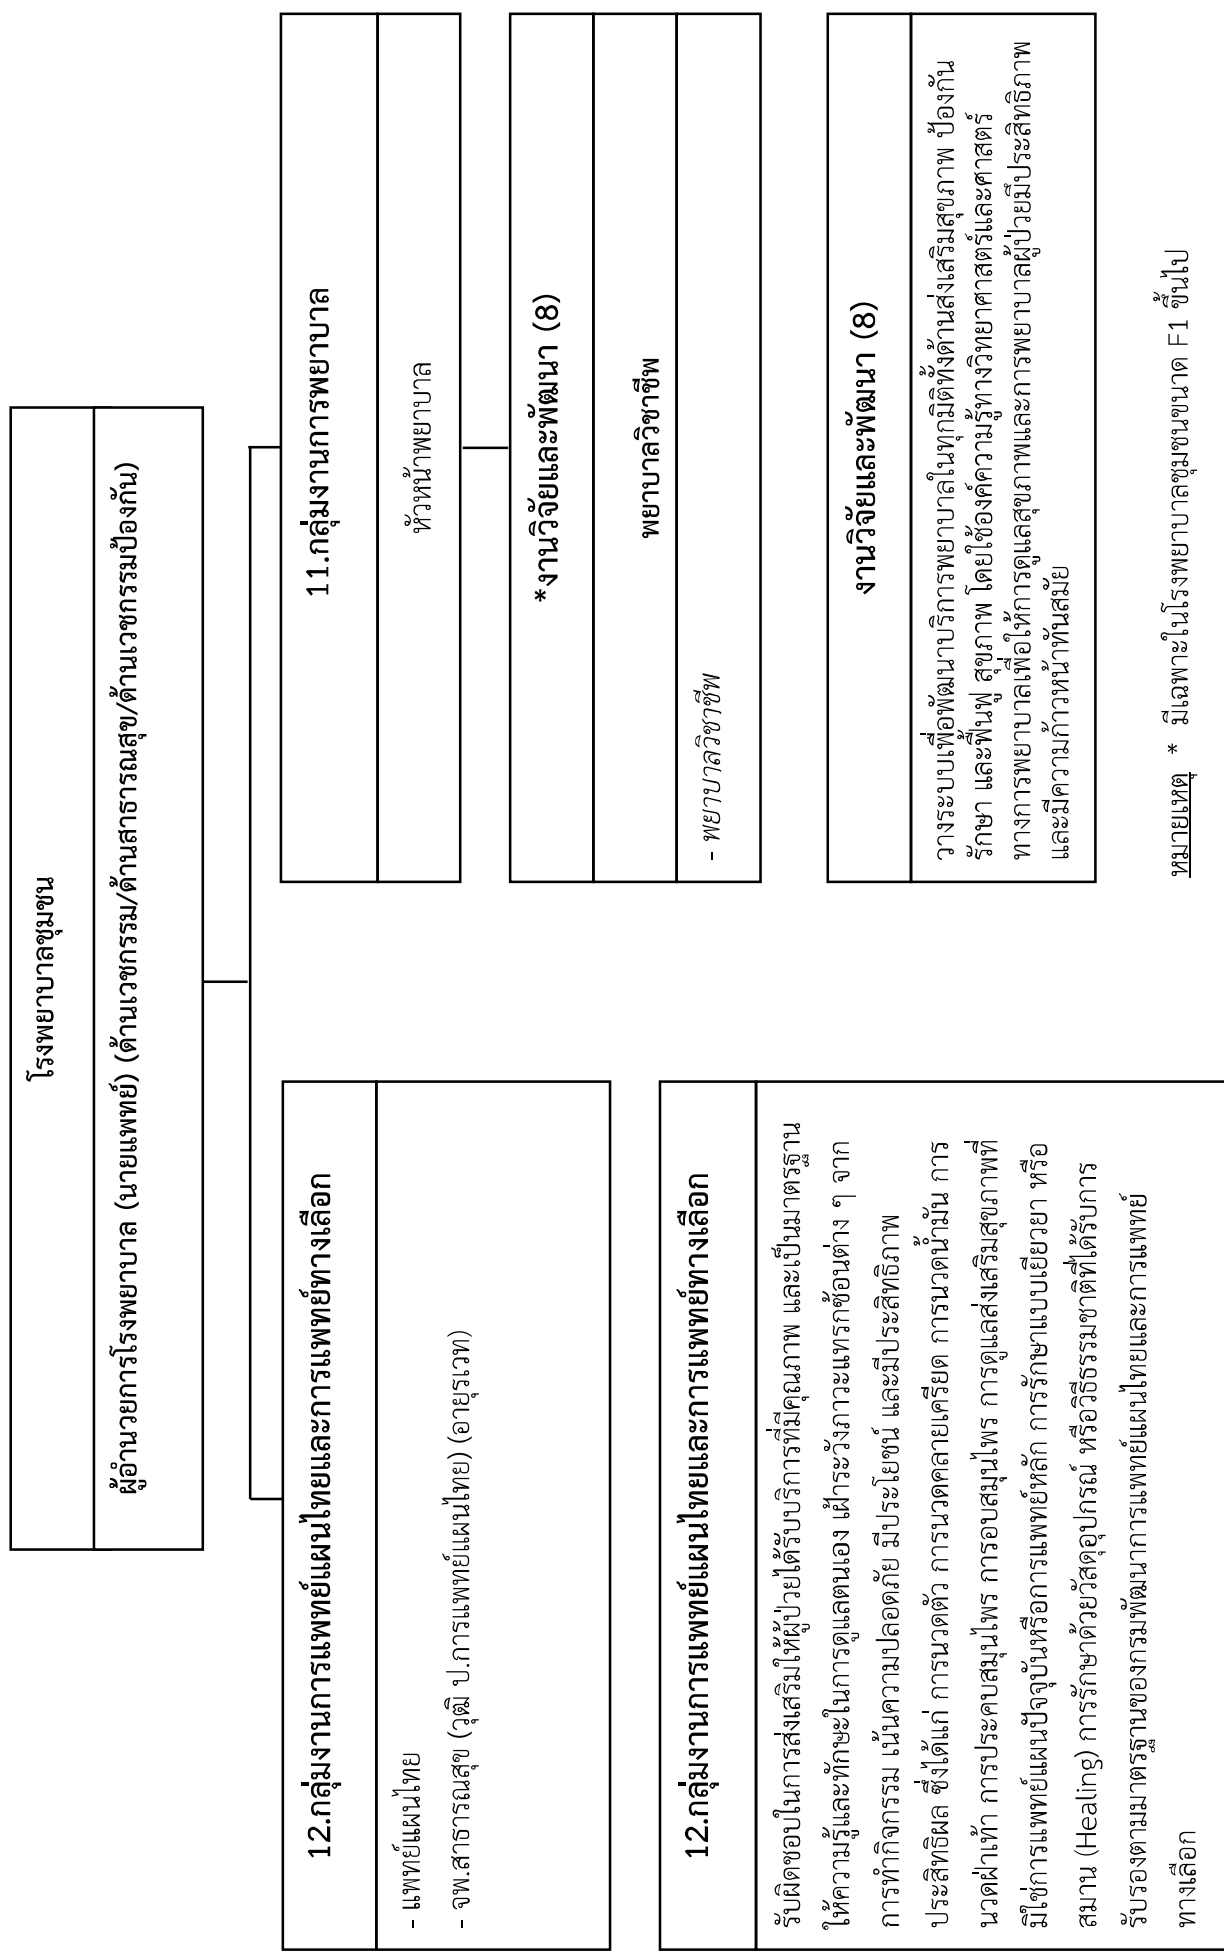 โรงพยาบาลชุมชน
ผู้อำนวยการโรงพยาบาล (นายแพทย์) (ด้านเวชกรรม/ด้านสาธารณสุข/ด้านเวชกรรมป้องกัน)
12.กลุ่มงานการแพทย์แผนไทยและการแพทย์ทางเลือก
- แพทย์แผนไทย
- จพ.สาธารณสุข (วุฒิ ป.การแพทย์แผนไทย) (อายุรเวท)
12.กลุ่มงานการแพทย์แผนไทยและการแพทย์ทางเลือก
รับผิดชอบในการส่งเสริมให้ผู้ป่วยได้รับบริการที่มีคุณภาพ และเป็นมาตรฐาน
ให้ความรู้และทักษะในการดูแลตนเอง เฝ้าระวังภาวะแทรกซ้อนต่าง ๆ จาก
การทำกิจกรรม เน้นความปลอดภัย มีประโยชน์ และมีประสิทธิภาพ
ประสิทธิผล ซึ่งได้แก่ การนวดตัว การนวดคลายเครียด การนวดน้ำมัน การ
นวดฝ่าเท้า การประคบสมุนไพร การอบสมุนไพร การดูแลส่งเสริมสุขภาพที่
มิใช่การแพทย์แผนปัจจุบันหรือการแพทย์หลัก การรักษาแบบเยียวยา หรือ
สมาน (Healing) การรักษาด้วยวัสดุอุปกรณ์ หรือวิธีธรรมชาติที่ได้รับการ
รับรองตามมาตรฐานของกรมพัฒนาการแพทย์แผนไทยและการแพทย์
ทางเลือก
11.กลุ่มงานการพยาบาล
หัวหน้าพยาบาล
*งานวิจัยและพัฒนา (8)
พยาบาลวิชาชีพ
- พยาบาลวิชาชีพ
งานวิจัยและพัฒนา (8)
วางระบบเพื่อพัฒนาบริการพยาบาลในทุกมิติทั้งด้านส่งเสริมสุขภาพ ป้องกัน
รักษา และฟื้นฟู สุขภาพ โดยใช้องค์ความรู้ทางวิทยาศาสตร์และศาสตร์
ทางการพยาบาลเพื่อให้การดูแลสุขภาพและการพยาบาลผู้ป่วยมีประสิทธิภาพ
และมีความก้าวหน้าทันสมัย
หมายเหตุ * มีเฉพาะในโรงพยาบาลชุมชนขนาด F1 ขึ้นไป